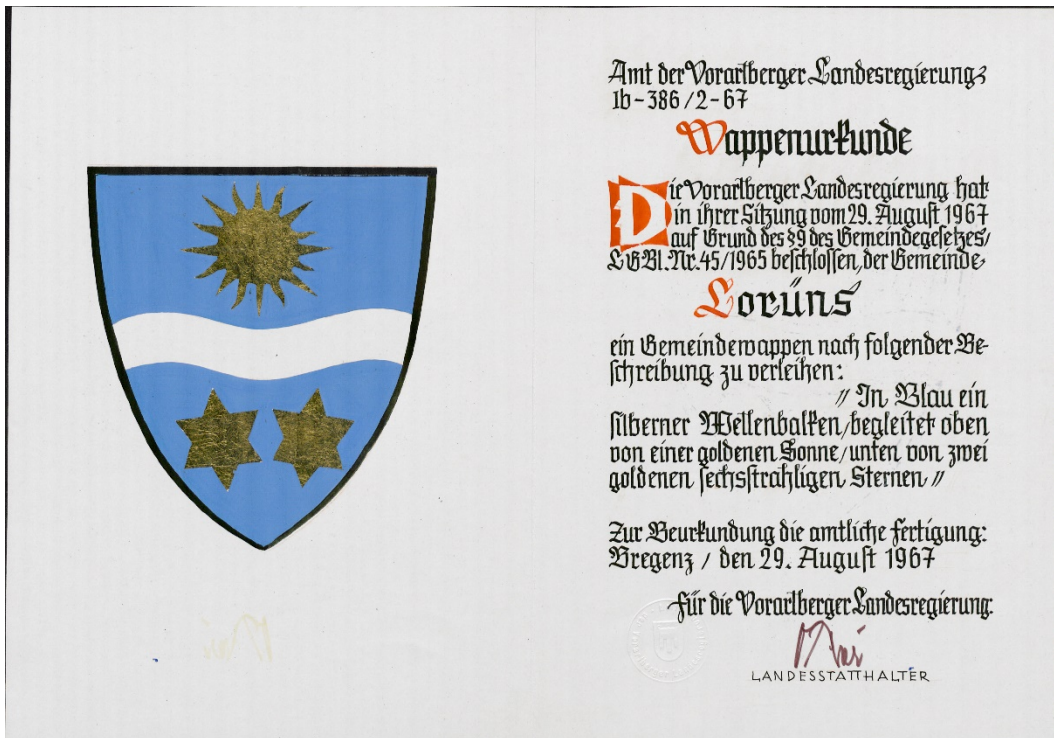 Amt der Vorarlberger Landesregierung
Ib-386/2-67
Wappenurkunde
Die Vorarlberger Landesregierung hat
in ihrer Sitzung vom 29. August 1967
auf Grund des §9 des Gemeindegesetzes/
LGBl. Nr. 45/1965 beschlossen, der Gemeinde
Lorüns
ein Gemeindewappen nach folgender Be-
schreibung zu verleihen:
"In Blau ein
silberner Wellenbalken/begleitet oben
von einer goldenen Sonne/unten von zwei
goldenen sechsstrahligen Sternen"
Zur Beurkundung die amtliche Fertigung:
Bregenz / den 29. August 1967
Für die Vorarlberger Landesregierung:
LANDESSTATTHALTER